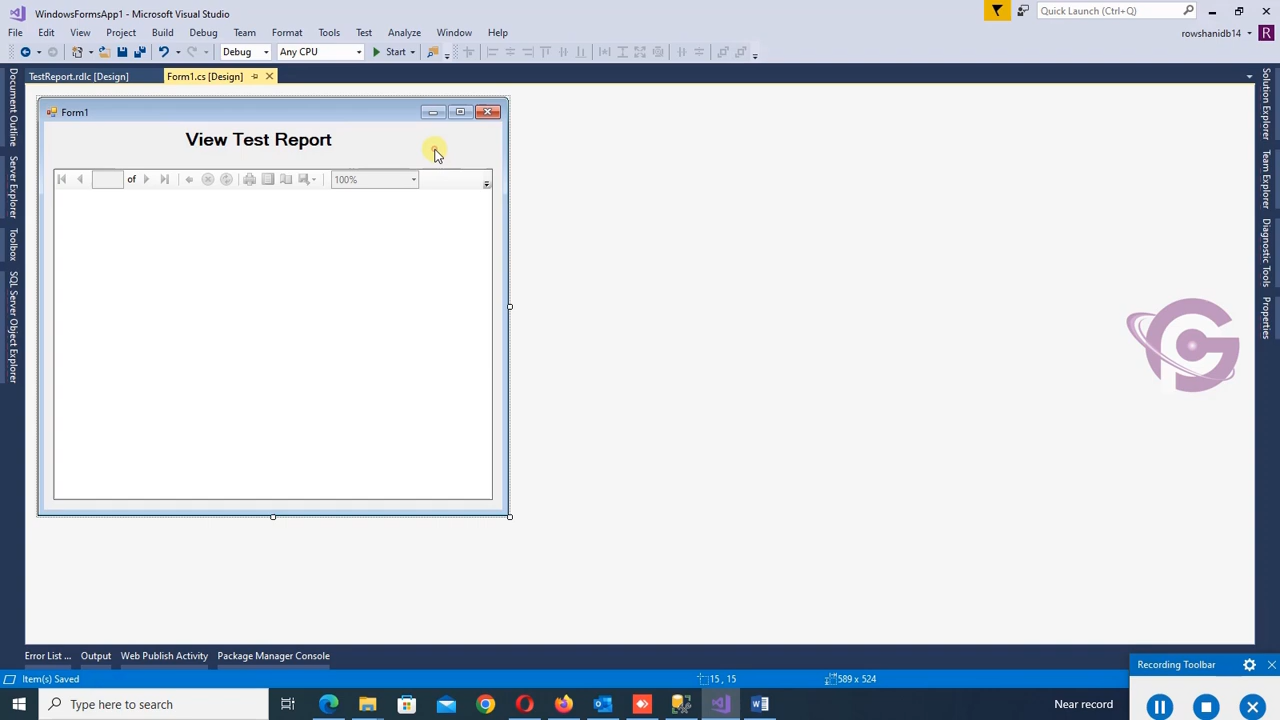 WindowsFormsApp1 - Microsoft Visual Studio
Quick Launch (Ctrl+Q)
File Edit View Project Build Debug Team Format Tools Test Analyze Window Help
rowshanidb14 R
Debug Any CPU Start
TestReport.rdlc [Design] Form1.cs [Design]
Form1
View Test Report
of 100%
Document Outline
Server Explorer
Toolbox
SQL Server Object Explorer
Solution Explorer
Team Explorer
Diagnostic Tools
Properties
Error List ... Output Web Publish Activity Package Manager Console
Item(s) Saved 15 , 15 589 x 524
Recording Toolbar
Type here to search
Near record